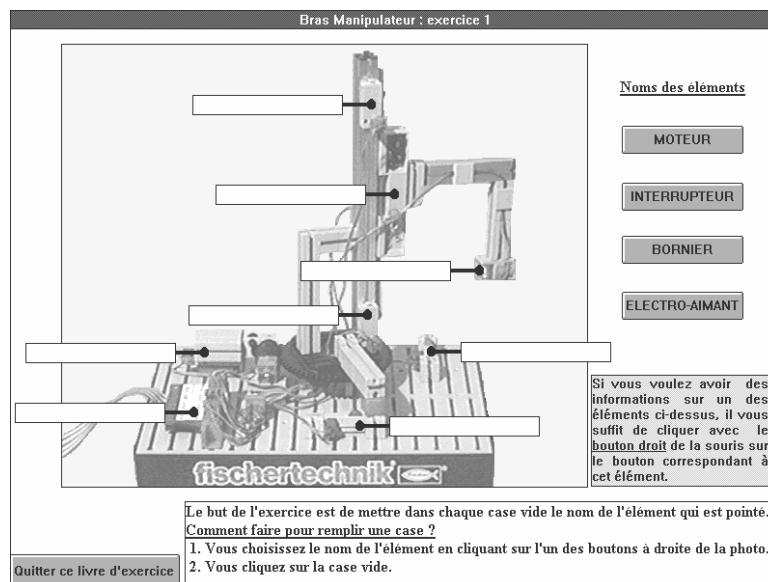 Bras Manipulateur : exercice 1
Noms des éléments
MOTEUR
INTERRUPTEUR
BORNIER
ELECTRO-AIMANT
Si vous voulez avoir des
informations sur un des
éléments ci-dessus, il vous
suffit de cliquer avec le
bouton droit de la souris sur
le bouton correspondant à
cet élément.
fischertechnik
Le but de l'exercice est de mettre dans chaque case vide le nom de l'élément qui est pointé.
Comment faire pour remplir une case ?
1. Vous choisissez le nom de l'élément en cliquant sur l'un des boutons à droite de la photo.
2. Vous cliquez sur la case vide.
Quitter ce livre d'exercice